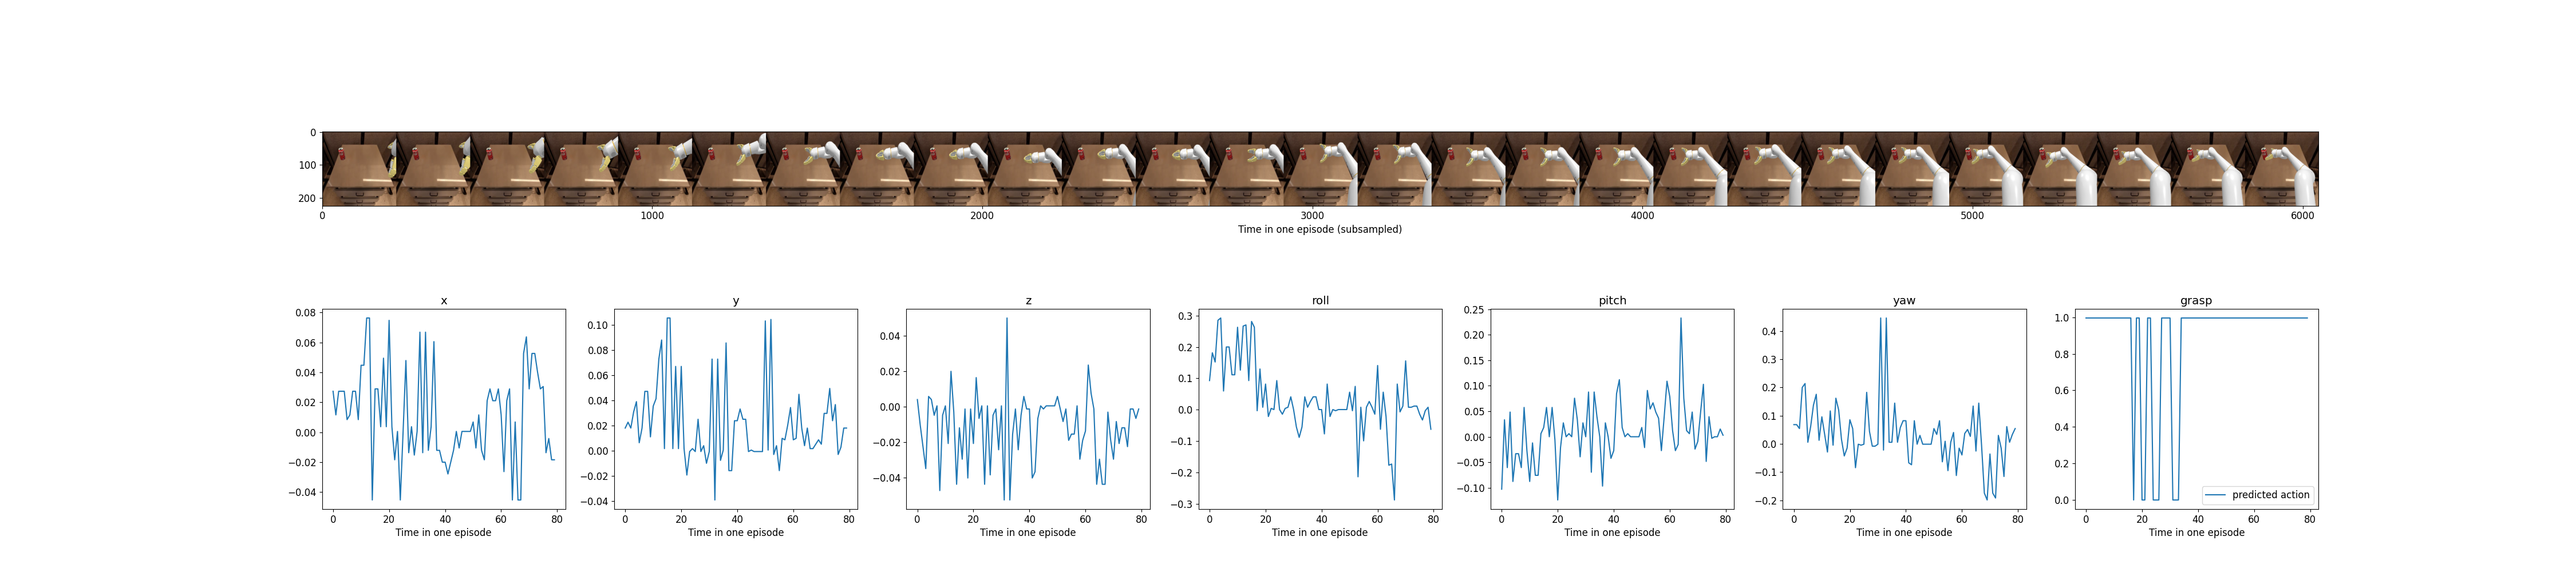 0
100
200
0 1000 2000 3000 4000 5000 6000
Time in one episode (subsampled)
x y z roll pitch yaw grasp
0.08
0.06
0.04
0.02
0.00
−0.02
−0.04
0 20 40 60 80
Time in one episode
0.10
0.08
0.06
0.04
0.02
0.00
−0.02
−0.04
0 20 40 60 80
Time in one episode
0.04
0.02
0.00
−0.02
−0.04
0 20 40 60 80
Time in one episode
0.3
0.2
0.1
0.0
−0.1
−0.2
−0.3
0 20 40 60 80
Time in one episode
0.25
0.20
0.15
0.10
0.05
0.00
−0.05
−0.10
0 20 40 60 80
Time in one episode
0.4
0.3
0.2
0.1
0.0
−0.1
−0.2
0 20 40 60 80
Time in one episode
1.0
0.8
0.6
0.4
0.2
0.0
predicted action
0 20 40 60 80
Time in one episode